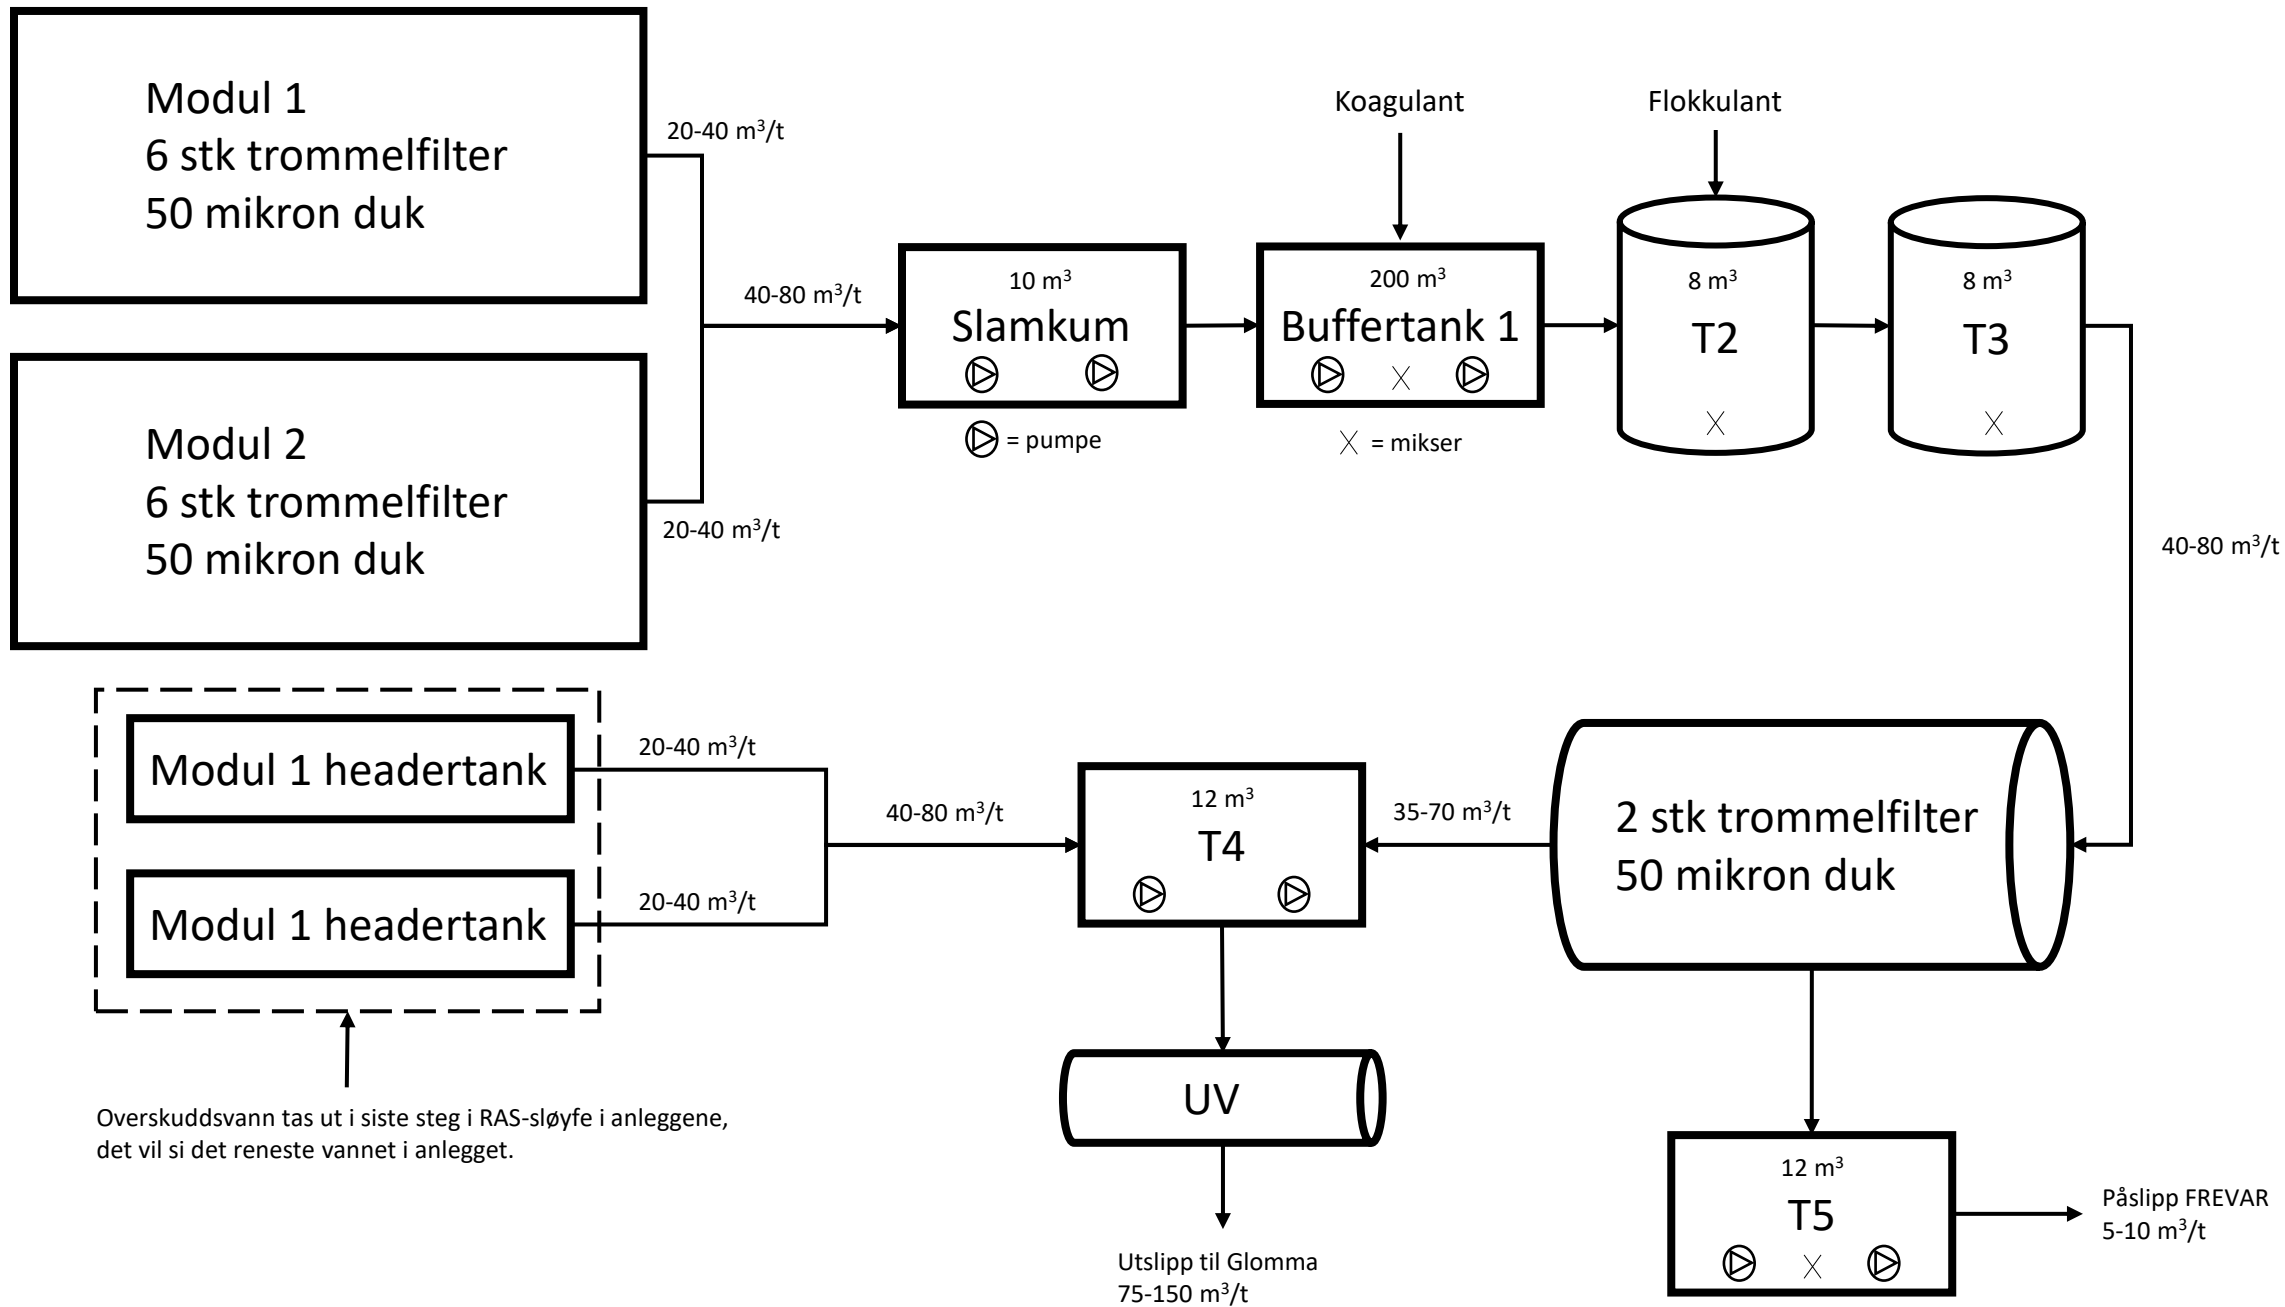 Modul 1
6 stk trommelfilter
50 mikron duk
20-40 m³/t
Modul 2
6 stk trommelfilter
50 mikron duk
20-40 m³/t
40-80 m³/t
10 m³
Slamkum
= pumpe
Koagulant
200 m³
Buffertank 1
= mikser
Flokkulant
8 m³
T2
8 m³
T3
40-80 m³/t
2 stk trommelfilter
50 mikron duk
35-70 m³/t
12 m³
T4
Modul 1 headertank
20-40 m³/t
Modul 1 headertank
20-40 m³/t
40-80 m³/t
Overskuddsvann tas ut i siste steg i RAS-sløyfe i anleggene,
det vil si det reneste vannet i anlegget.
UV
Utslipp til Glomma
75-150 m³/t
12 m³
T5
Påslipp FREVAR
5-10 m³/t